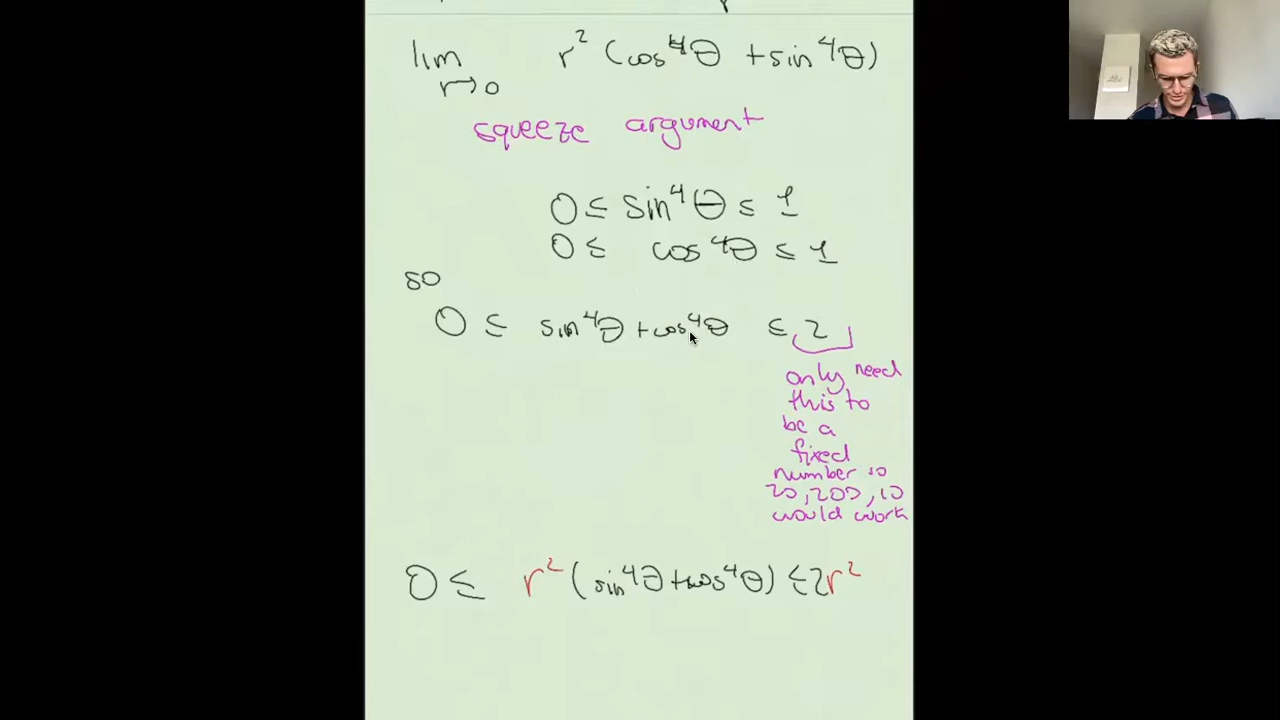 lim r² (cos⁴θ + sin⁴θ)
r→0
squeeze argument
0 ≤ sin⁴θ ≤ 1
0 ≤ cos⁴θ ≤ 1
so
0 ≤ sin⁴θ + cos⁴θ ≤ 2
only need
this to
be a
fixed
number so
20, 200, 10
would work
0 ≤ r² (sin⁴θ + cos⁴θ) ≤ 2r²